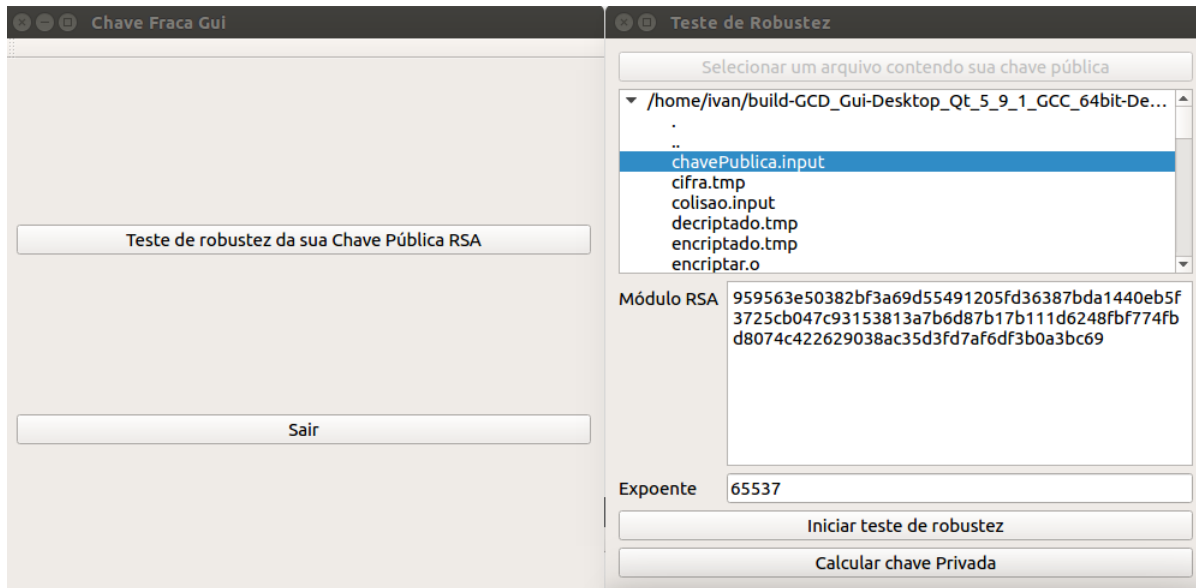 Chave Fraca Gui
Teste de robustez da sua Chave Pública RSA
Sair
Teste de Robustez
Selecionar um arquivo contendo sua chave pública
/home/ivan/build-GCD_Gui-Desktop_Qt_5_9_1_GCC_64bit-De...
.
..
chavePublica.input
cifra.tmp
colisao.input
decriptado.tmp
encriptado.tmp
encriptar.o
Módulo RSA
959563e50382bf3a69d55491205fd36387bda1440eb5f
3725cb047c93153813a7b6d87b17b111d6248fbf774fb
d8074c422629038ac35d3fd7af6df3b0a3bc69
Expoente
65537
Iniciar teste de robustez
Calcular chave Privada